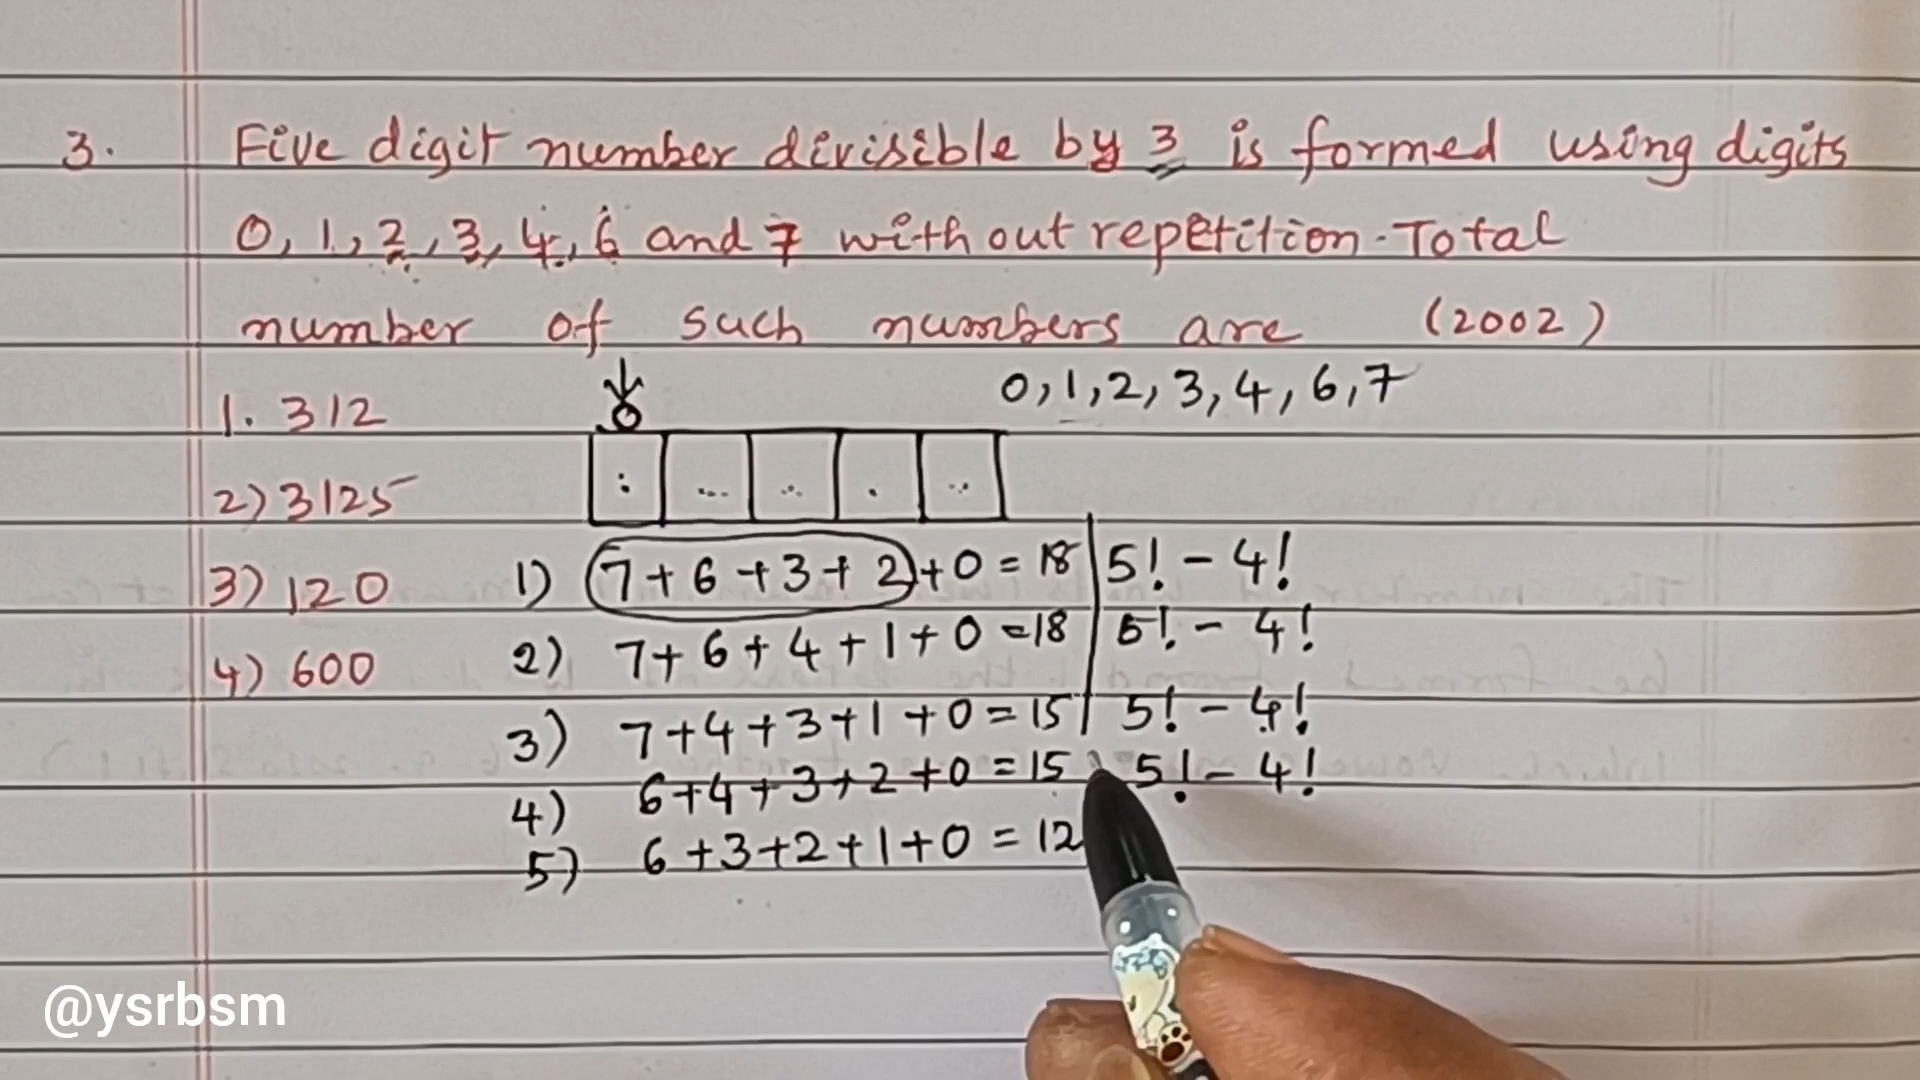 3. Five digit number divisible by 3 is formed using digits
0, 1, 2, 3, 4, 6 and 7 without repetition. Total
number of such numbers are (2002)
1. 312
0, 1, 2, 3, 4, 6, 7
2) 3125
3) 120
4) 600
1) 7+6+3+2+0=18 5!-4!
2) 7+6+4+1+0=18 5!-4!
3) 7+4+3+1+0=15 5!-4!
4) 6+4+3+2+0=15 5!-4!
5) 6+3+2+1+0=12
@ysrbsm